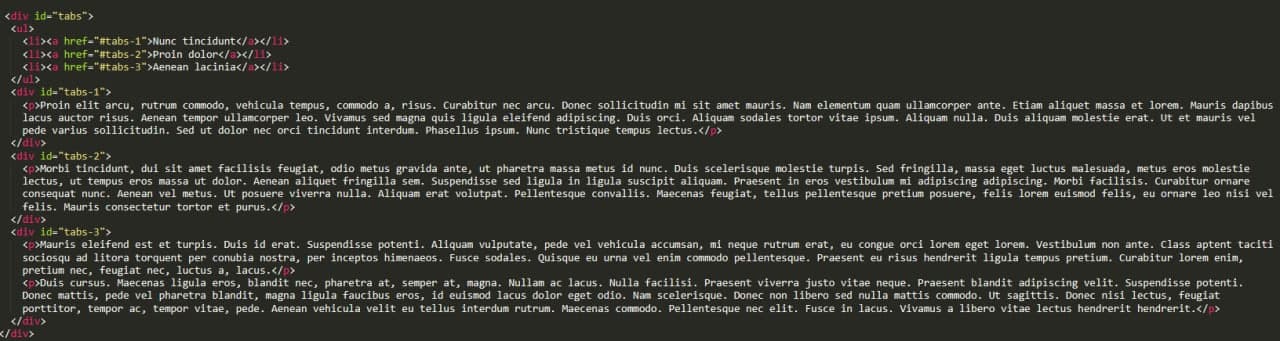 <div id="tabs">
<ul>
<li><a href="#tabs-1">Nunc tincidunt</a></li>
<li><a href="#tabs-2">Proin dolor</a></li>
<li><a href="#tabs-3">Aenean lacinia</a></li>
</ul>
<div id="tabs-1">
<p>Proin elit arcu, rutrum commodo, vehicula tempus, commodo a, risus. Curabitur nec arcu. Donec sollicitudin mi sit amet mauris. Nam elementum quam ullamcorper ante. Etiam aliquet massa et lorem. Mauris dapibus
lacus auctor risus. Aenean tempor ullamcorper leo. Vivamus sed magna quis ligula eleifend adipiscing. Duis orci. Aliquam sodales tortor vitae ipsum. Aliquam nulla. Duis aliquam molestie erat. Ut et mauris vel
pede varius sollicitudin. Sed ut dolor nec orci tincidunt interdum. Phasellus ipsum. Nunc tristique tempus lectus.</p>
</div>
<div id="tabs-2">
<p>Morbi tincidunt, dui sit amet facilisis feugiat, odio metus gravida ante, ut pharetra massa metus id nunc. Duis scelerisque molestie turpis. Sed fringilla, massa eget luctus malesuada, metus eros molestie
lectus, ut tempus eros massa ut dolor. Aenean aliquet fringilla sem. Suspendisse sed ligula in ligula suscipit aliquam. Praesent in eros vestibulum mi adipiscing adipiscing. Morbi facilisis. Curabitur ornare
consequat nunc. Aenean vel metus. Ut posuere viverra nulla. Aliquam erat volutpat. Pellentesque convallis. Maecenas feugiat, tellus pellentesque pretium posuere, felis lorem euismod felis, eu ornare leo nisi vel
felis. Mauris consectetur tortor et purus.</p>
</div>
<div id="tabs-3">
<p>Mauris eleifend est et turpis. Duis id erat. Suspendisse potenti. Aliquam vulputate, pede vel vehicula accumsan, mi neque rutrum erat, eu congue orci lorem eget lorem. Vestibulum non ante. Class aptent taciti
sociosqu ad litora torquent per conubia nostra, per inceptos himenaeos. Fusce sodales. Quisque eu urna vel enim commodo pellentesque. Praesent eu risus hendrerit ligula tempus pretium. Curabitur lorem enim,
pretium nec, feugiat nec, luctus a, lacus.</p>
<p>Duis cursus. Maecenas ligula eros, blandit nec, pharetra at, semper at, magna. Nullam ac lacus. Nulla facilisi. Praesent viverra justo vitae neque. Praesent blandit adipiscing velit. Suspendisse potenti.
Donec mattis, pede vel pharetra blandit, magna ligula faucibus eros, id euismod lacus dolor eget odio. Nam scelerisque. Donec non libero sed nulla mattis commodo. Ut sagittis. Donec nisi lectus, feugiat
porttitor, tempor ac, tempor vitae, pede. Aenean vehicula velit eu tellus interdum rutrum. Maecenas commodo. Pellentesque nec elit. Fusce in lacus. Vivamus a libero vitae lectus hendrerit hendrerit.</p>
</div>
</div>